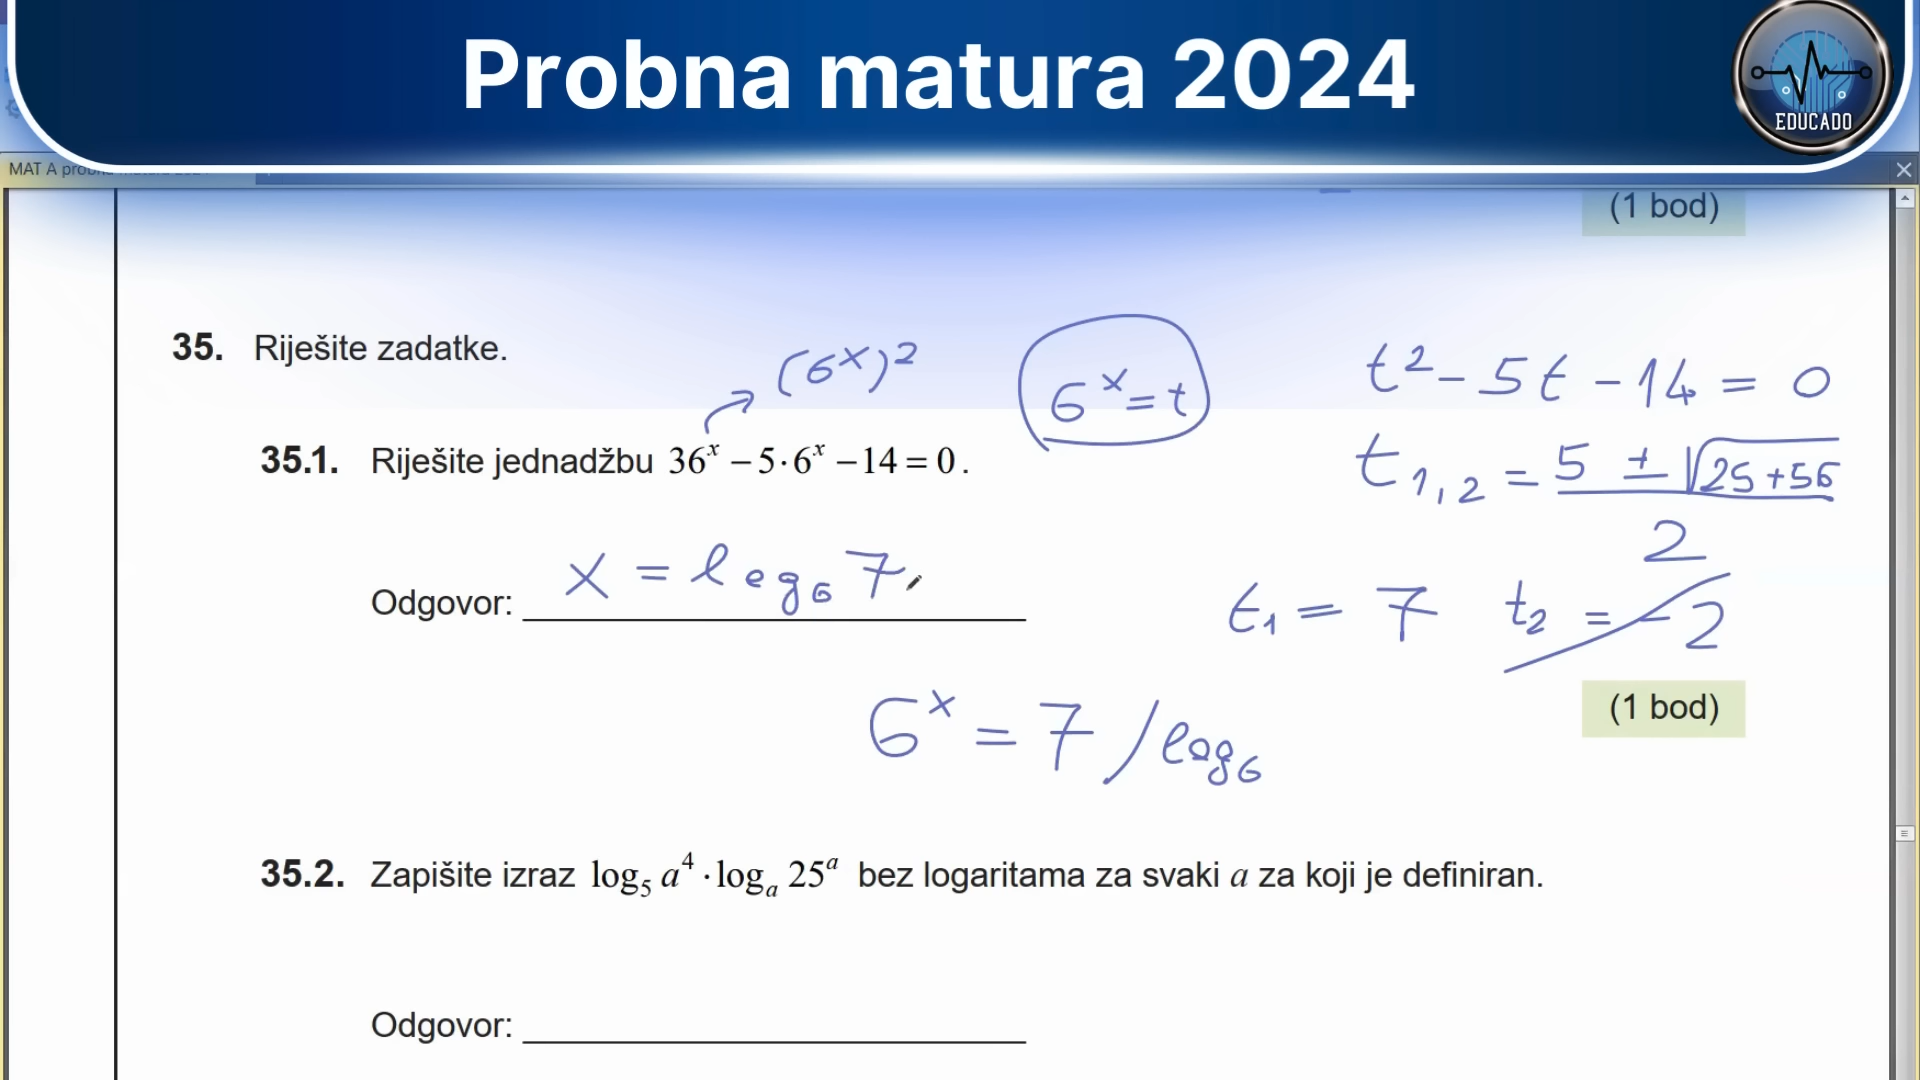 Probna matura 2024
EDUCADO
MAT A
(1 bod)
35. Riješite zadatke.
(6^x)^2
6^x = t
t^2 - 5t - 14 = 0
35.1. Riješite jednadžbu 36^x − 5·6^x − 14 = 0.
t_{1,2} = \frac{5 ± √(25+56)}{2}
Odgovor: x = log_6 7
t_1 = 7 t_2 = -2
(1 bod)
6^x = 7 / log_6
35.2. Zapišite izraz log_5 a^4 · log_a 25^a bez logaritama za svaki a za koji je definiran.
Odgovor: